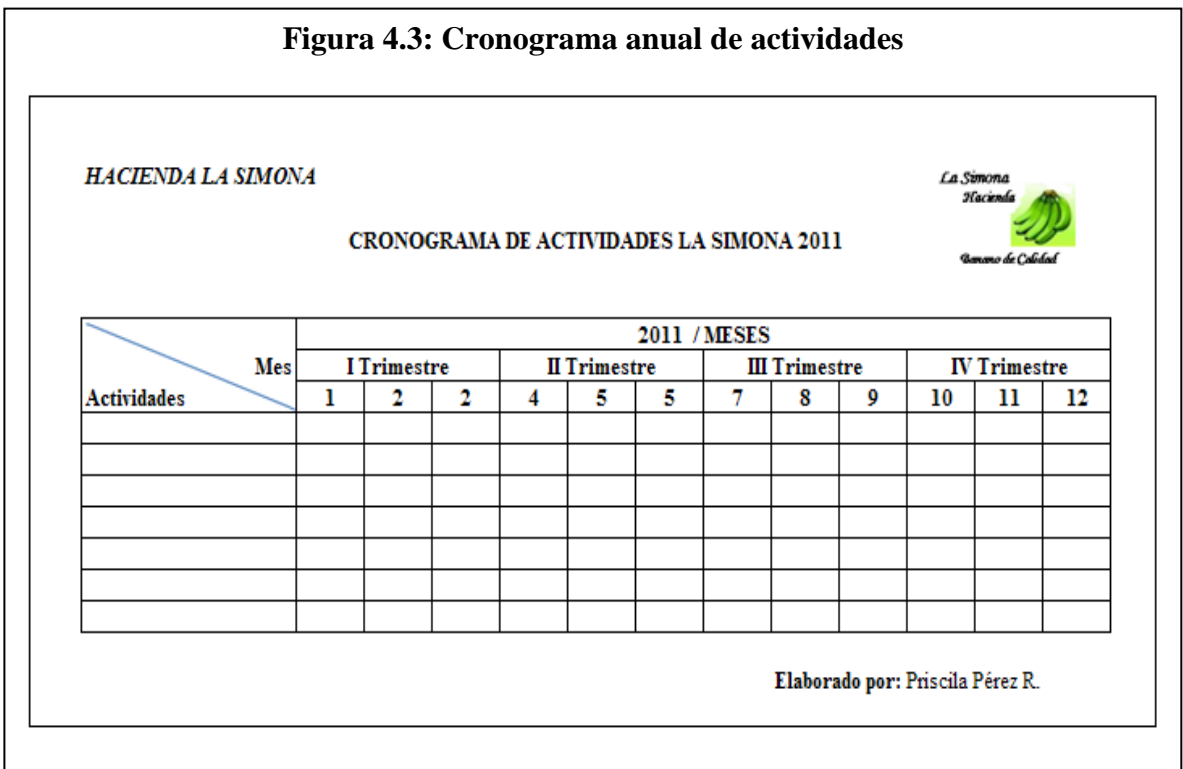 Figura 4.3: Cronograma anual de actividades
HACIENDA LA SIMONA
La Simona
Hacienda
Banano de Calidad
CRONOGRAMA DE ACTIVIDADES LA SIMONA 2011
2011 / MESES
Mes I Trimestre II Trimestre III Trimestre IV Trimestre
Actividades 1 2 2 4 5 5 7 8 9 10 11 12
Elaborado por: Priscila Pérez R.